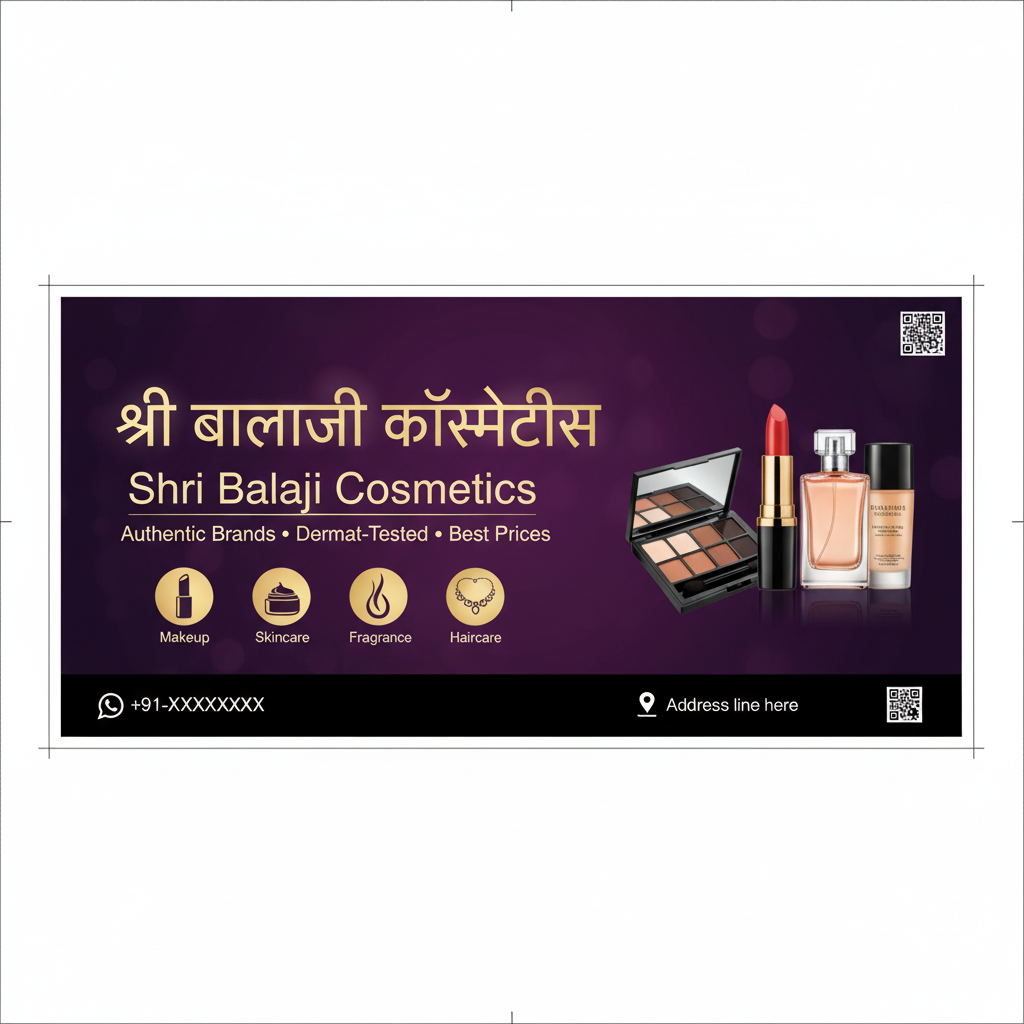 श्री बालाजी कॉस्मेटीस
Shri Balaji Cosmetics
Authentic Brands • Dermat-Tested • Best Prices
Makeup Skincare Fragrance Haircare
+91-XXXXXXXX
Address line here